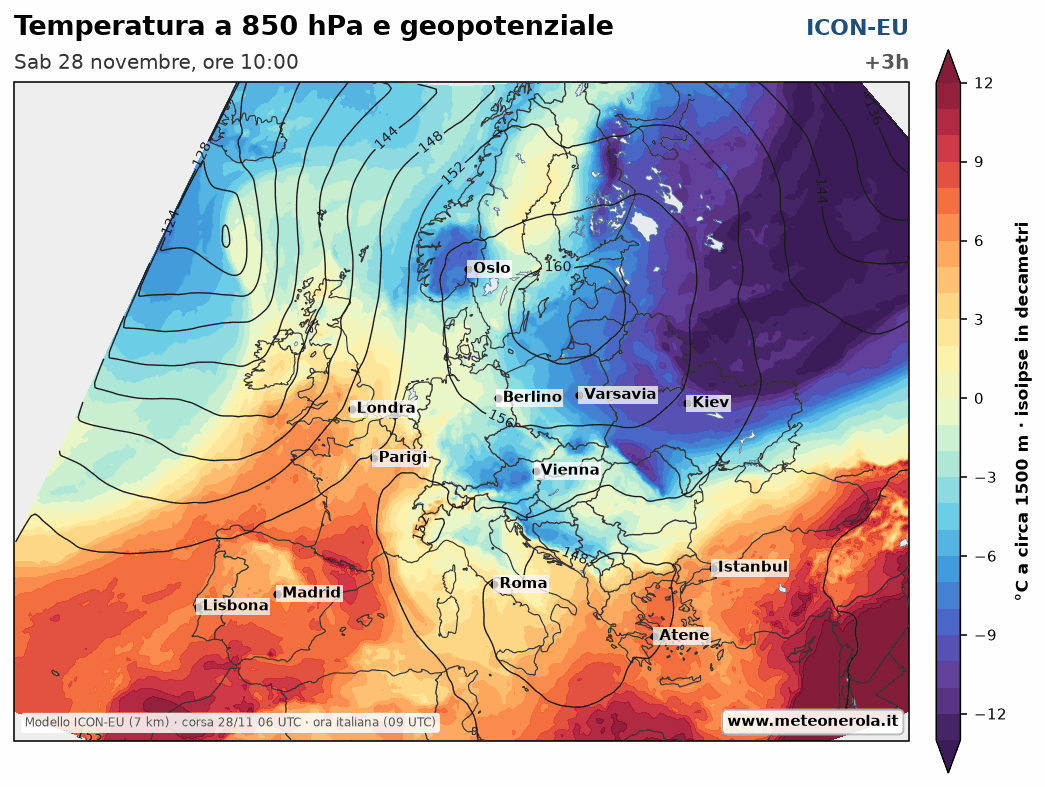 Temperatura a 850 hPa e geopotenziale
ICON-EU
Sab 28 novembre, ore 10:00
+3h
136
128
144
148
152
144
124
160
Oslo
Berlino
Varsavia
Kiev
Londra
156
Parigi
Vienna
152
148
Istanbul
Roma
Madrid
Lisbona
Atene
Modello ICON-EU (7 km) · corsa 28/11 06 UTC · ora italiana (09 UTC)
www.meteonerola.it
12
9
6
3
0
−3
−6
−9
−12
°C a circa 1500 m · isoipse in decametri